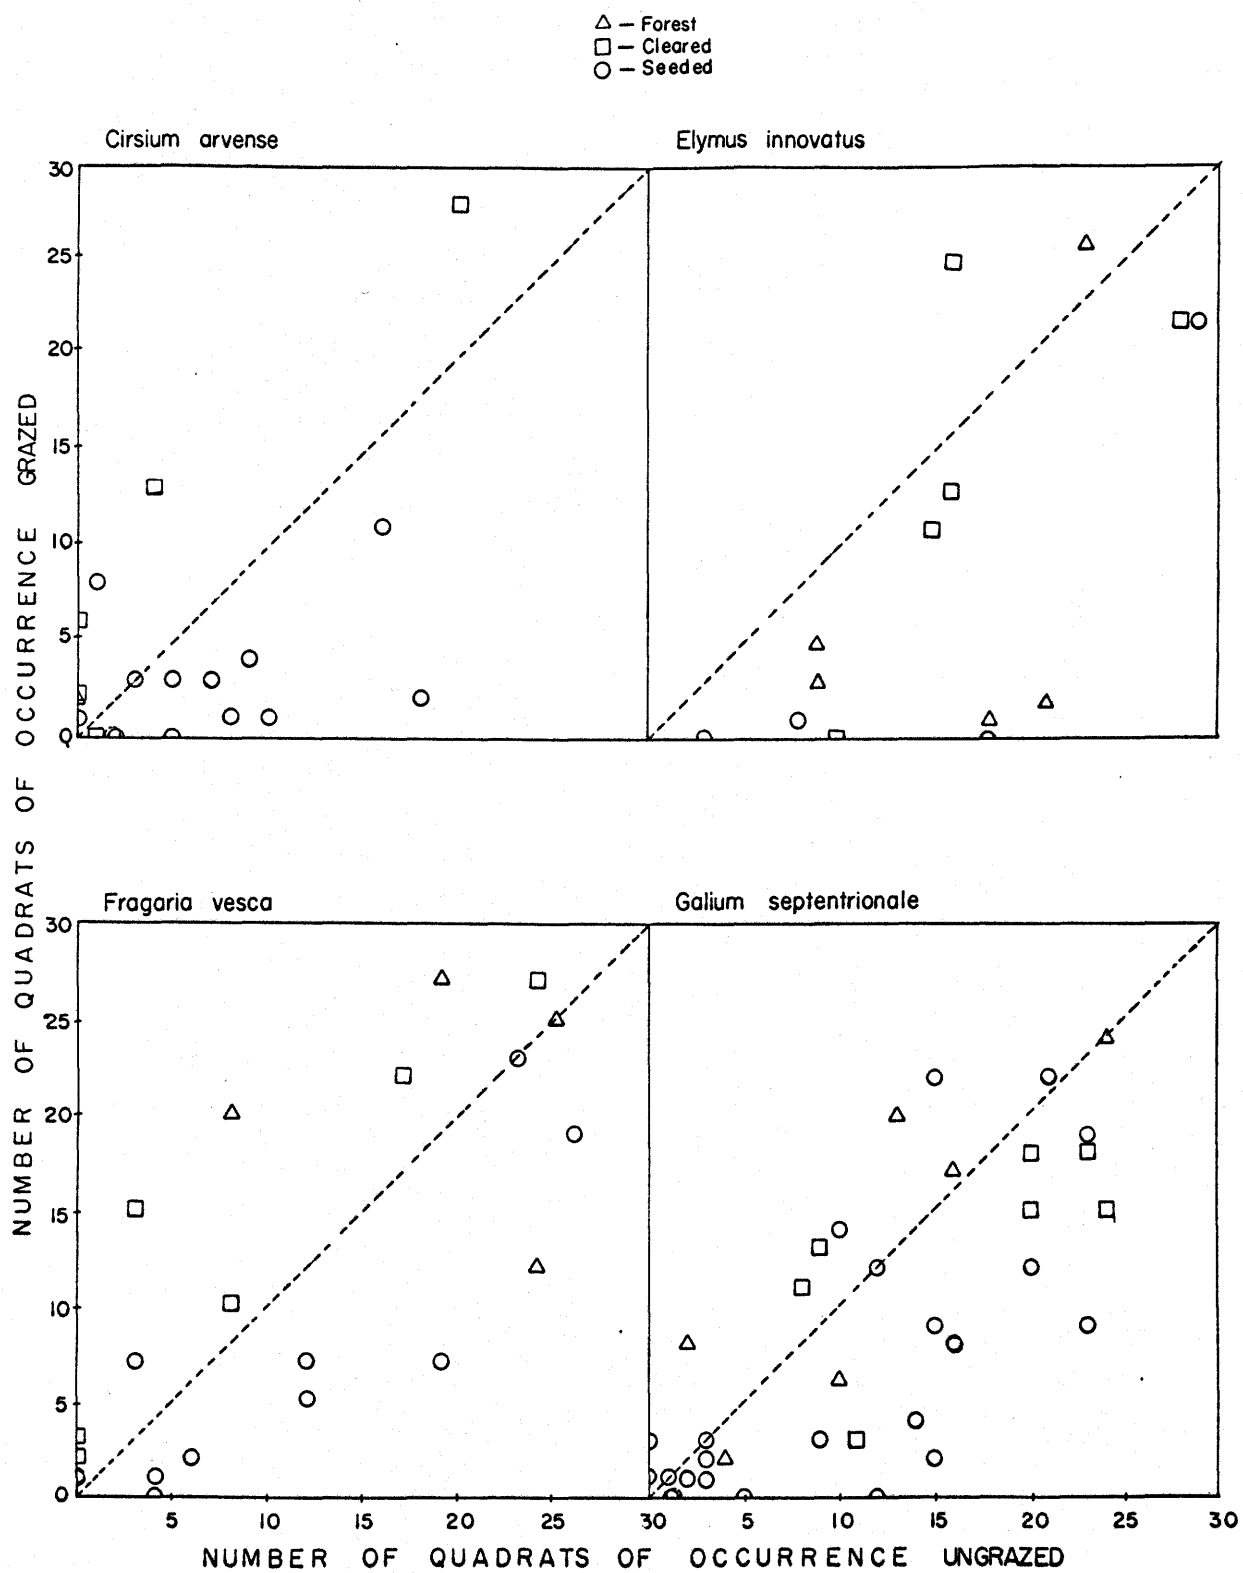 △ — Forest
□ — Cleared
○ — Seeded
Cirsium arvense
Elymus innovatus
30
25
20
15
10
5
0
Fragaria vesca
Galium septentrionale
30
25
20
15
10
5
0
5 10 15 20 25 30 5 10 15 20 25 30
NUMBER OF QUADRATS OF OCCURRENCE UNGRAZED
NUMBER OF QUADRATS OF OCCURRENCE GRAZED